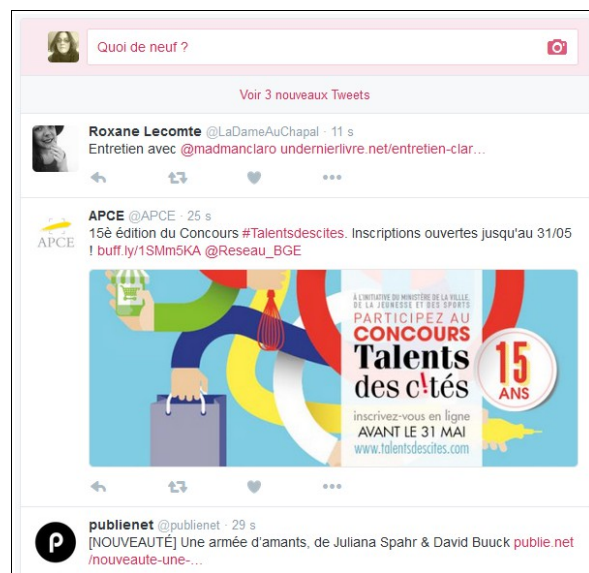 Quoi de neuf ?
Voir 3 nouveaux Tweets
Roxane Lecomte @LaDameAuChapal · 11 s
Entretien avec @madmanclaro undernierlivre.net/entretien-clar…
APCE @APCE · 25 s
APCE
15è édition du Concours #Talentsdescites. Inscriptions ouvertes jusqu'au 31/05
! buff.ly/1SMm5KA @Reseau_BGE
À L'INITIATIVE DU MINISTÈRE DE LA VILLE,
DE LA JEUNESSE ET DES SPORTS
PARTICIPEZ AU
CONCOURS
Talents
des c!tés
15
ANS
inscrivez-vous en ligne
AVANT LE 31 MAI
www.talentsdescites.com
publienet @publienet · 29 s
[NOUVEAUTÉ] Une armée d'amants, de Juliana Spahr & David Buuck publie.net
/nouveaute-une-…